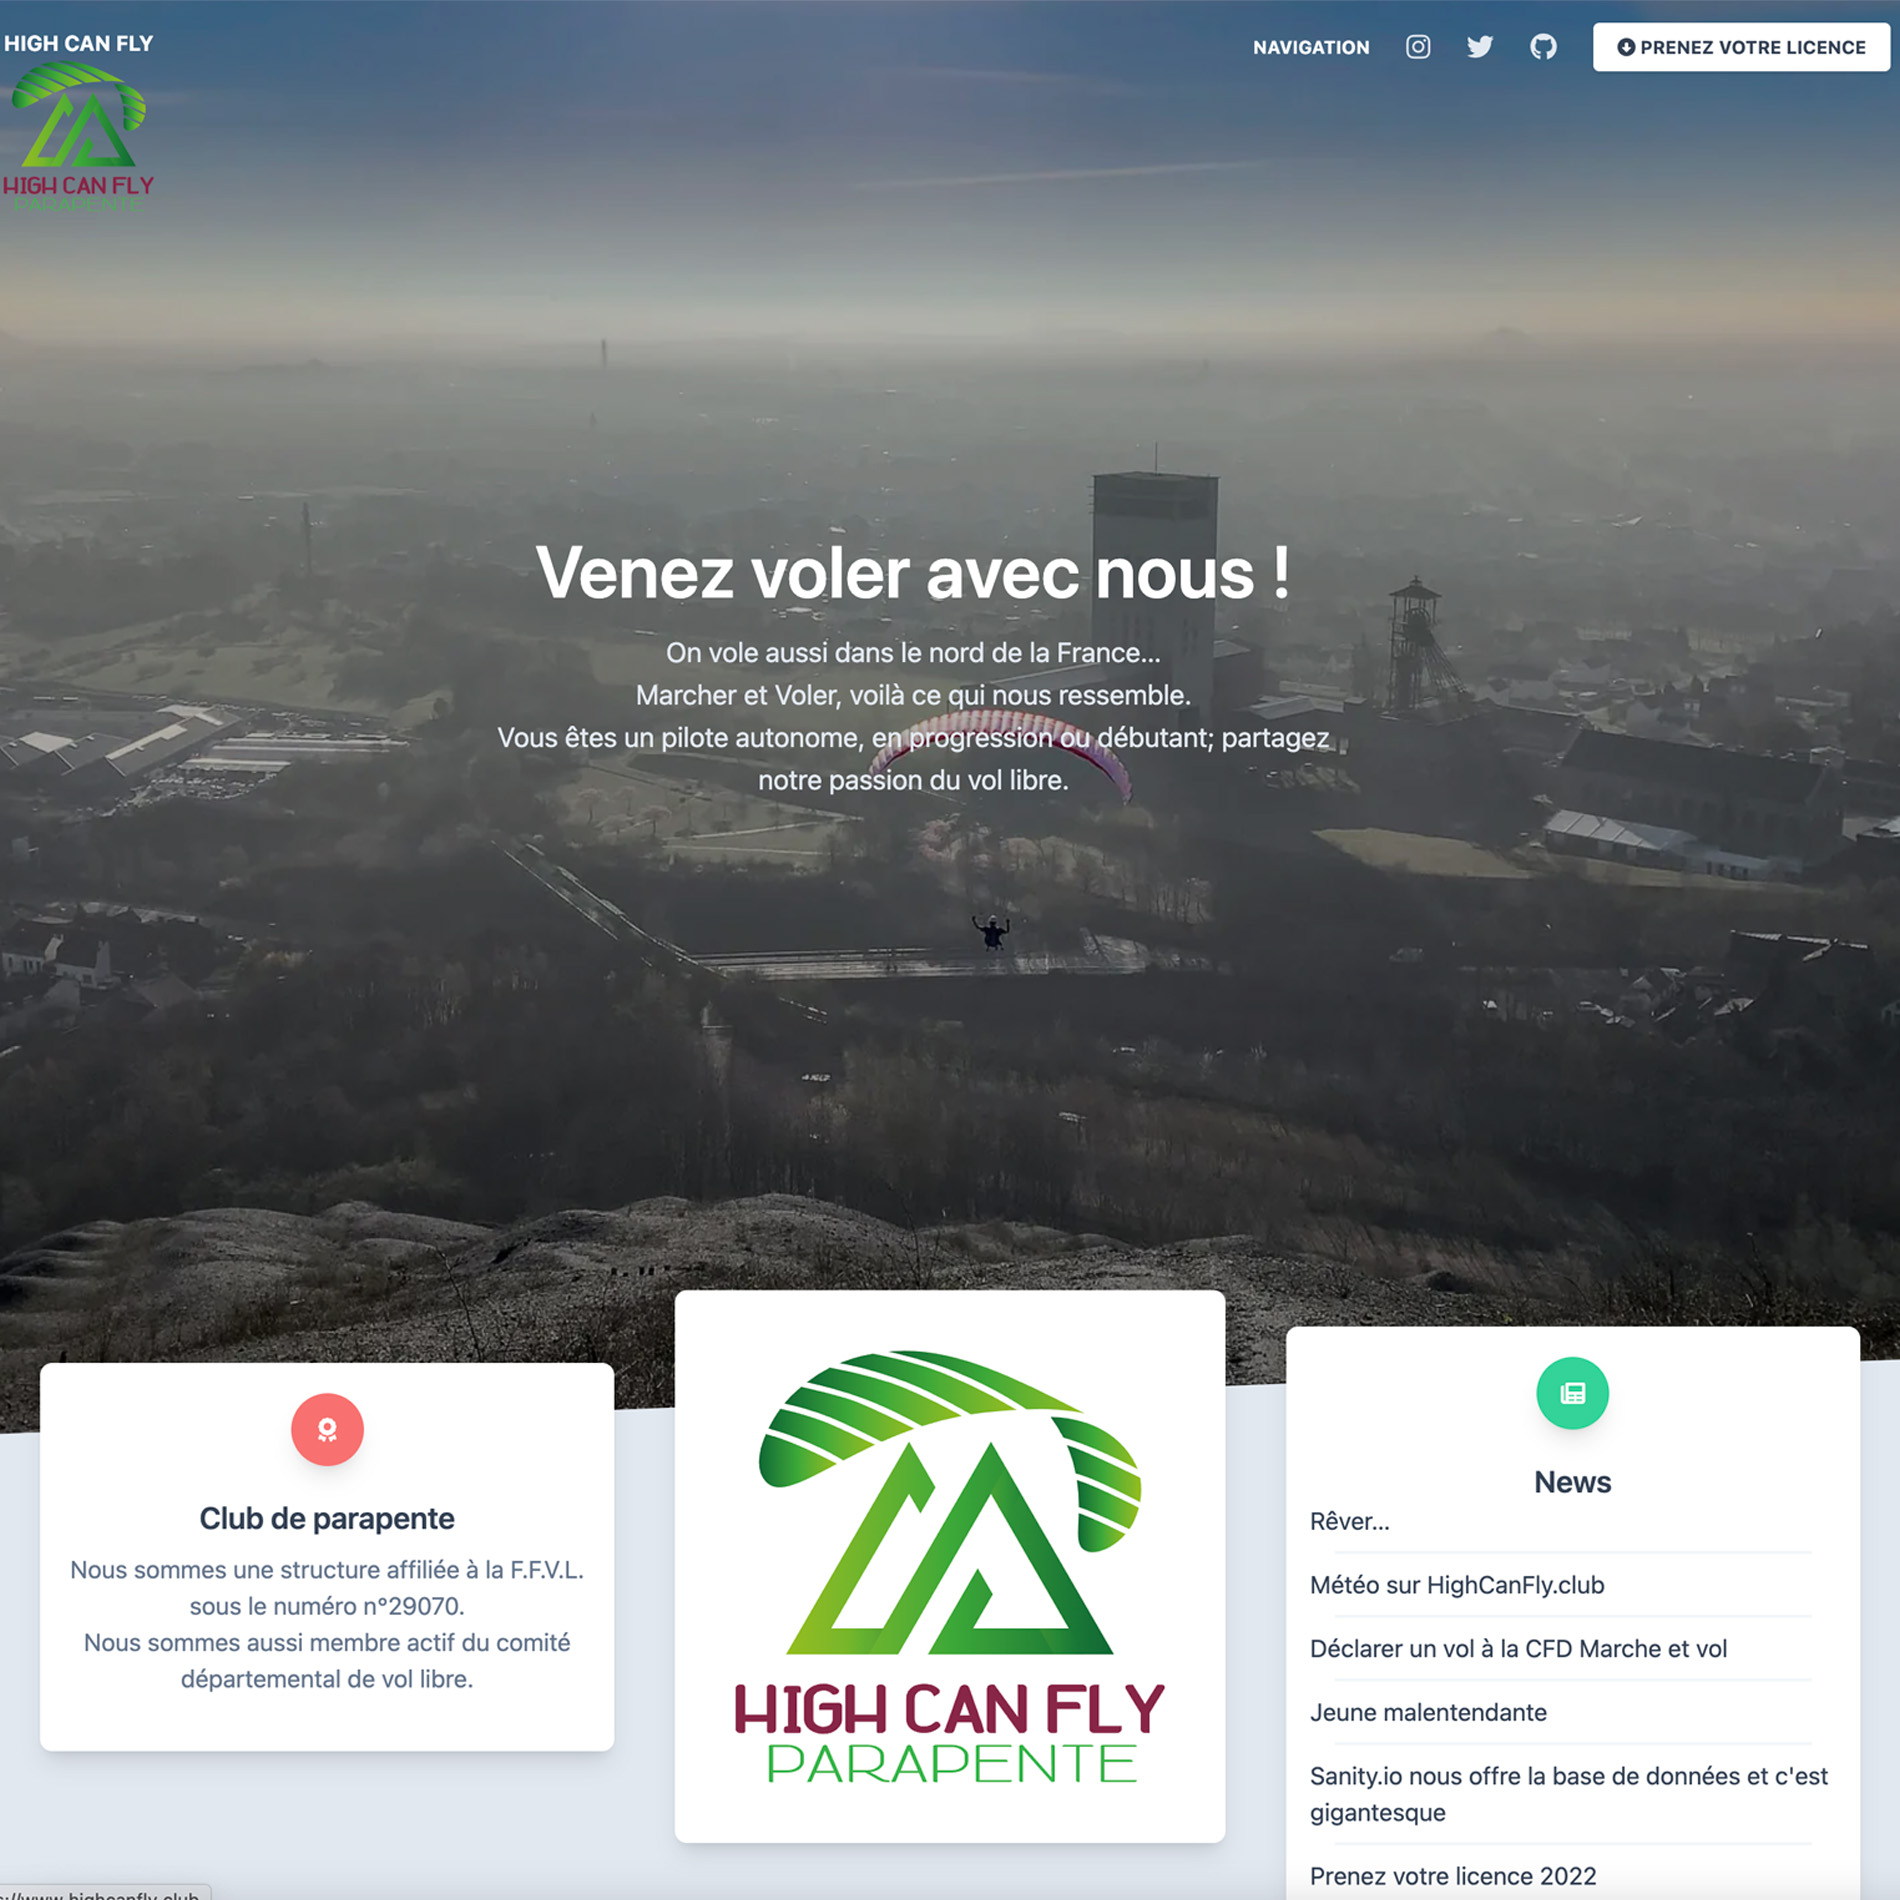 HIGH CAN FLY
NAVIGATION
PRENEZ VOTRE LICENCE
HIGH CAN FLY
PARAPENTE
Venez voler avec nous !
On vole aussi dans le nord de la France...
Marcher et Voler, voilà ce qui nous ressemble.
Vous êtes un pilote autonome, en progression ou débutant; partagez
notre passion du vol libre.
Club de parapente
Nous sommes une structure affiliée à la F.F.V.L.
sous le numéro n°29070.
Nous sommes aussi membre actif du comité
départemental de vol libre.
HIGH CAN FLY
PARAPENTE
News
Rêver...
Météo sur HighCanFly.club
Déclarer un vol à la CFD Marche et vol
Jeune malentendante
Sanity.io nous offre la base de données et c'est
gigantesque
Prenez votre licence 2022
://www.highcanfly.club